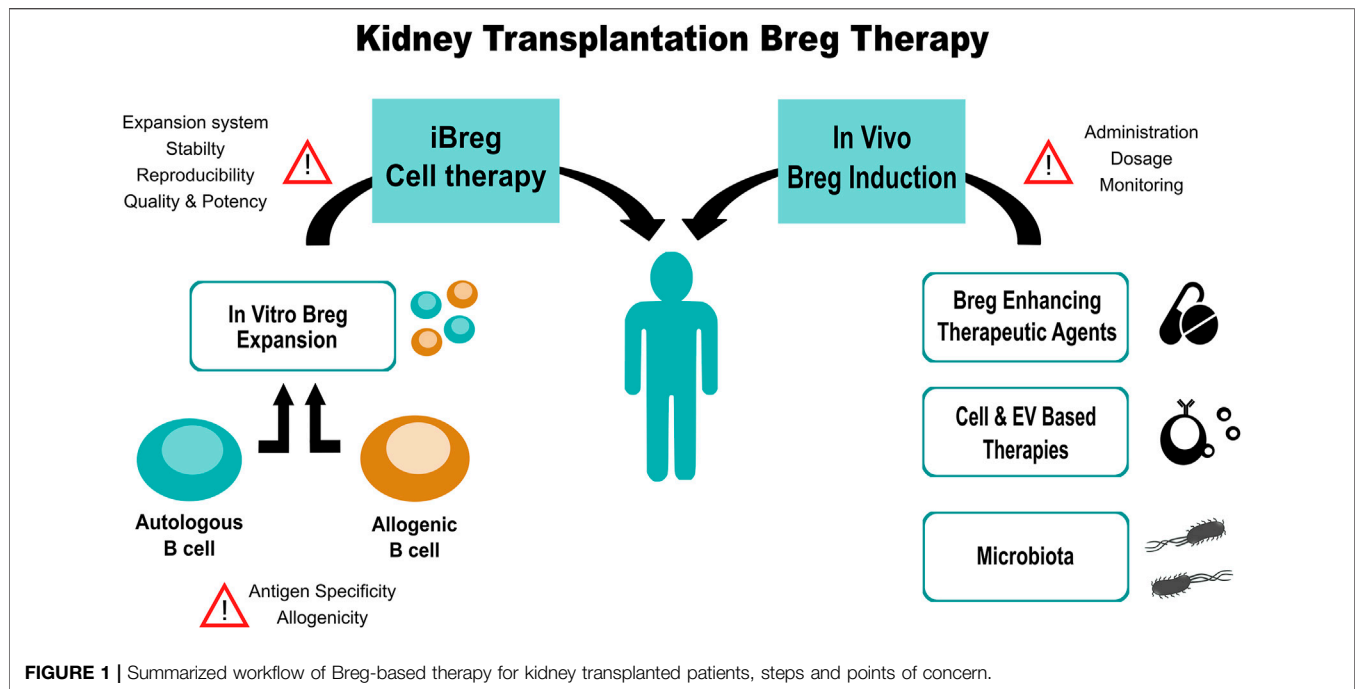 Kidney Transplantation Breg Therapy
Expansion system
Stabilty
Reproducibility
Quality & Potency
!
iBreg
Cell therapy
In Vivo
Breg Induction
!
Administration
Dosage
Monitoring
In Vitro Breg
Expansion
Autologous
B cell
Allogenic
B cell
!
Antigen Specificity
Allogenicity
Breg Enhancing
Therapeutic Agents
Cell & EV Based
Therapies
Microbiota
FIGURE 1 | Summarized workflow of Breg-based therapy for kidney transplanted patients, steps and points of concern.